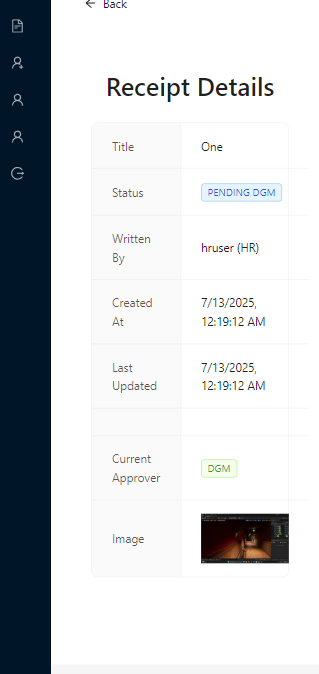 Back
Receipt Details
Title
One
Status
PENDING DGM
Written
By
hruser (HR)
Created
At
7/13/2025,
12:19:12 AM
Last
Updated
7/13/2025,
12:19:12 AM
Current
Approver
DGM
Image